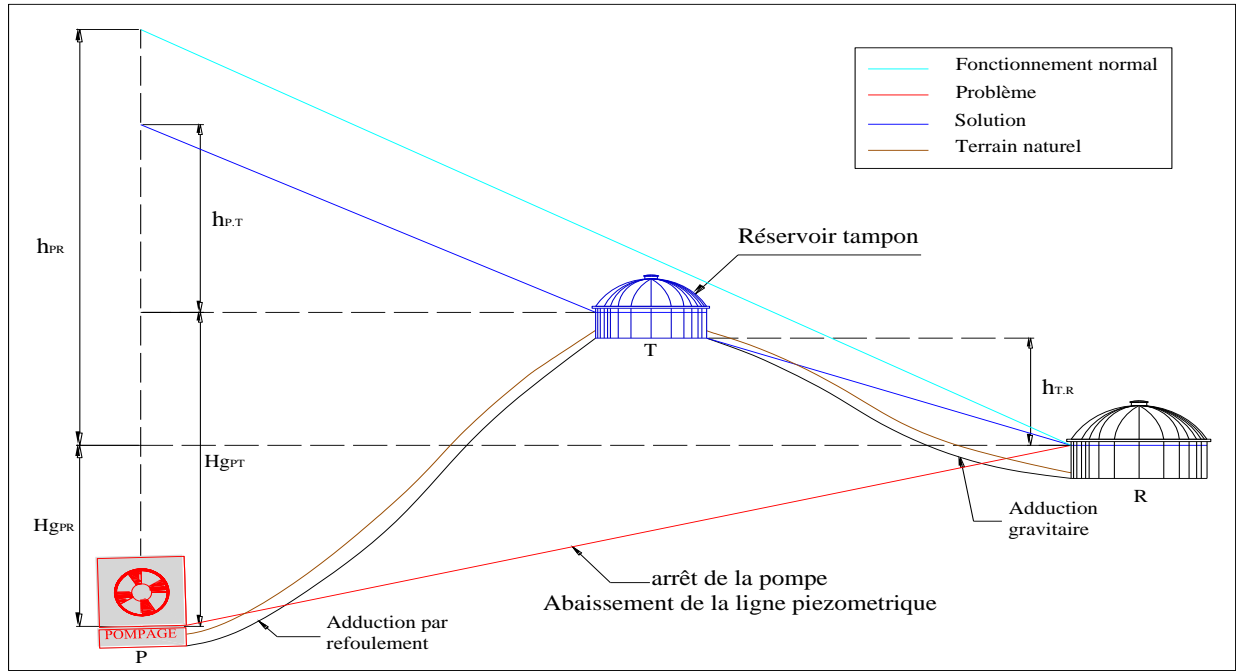 Fonctionnement normal
Problème
Solution
Terrain naturel
hPR
hP.T
Réservoir tampon
T
hT.R
HgPT
HgPR
R
Adduction
gravitaire
arrêt de la pompe
Abaissement de la ligne piezometrique
Adduction par
refoulement
POMPAGE
P